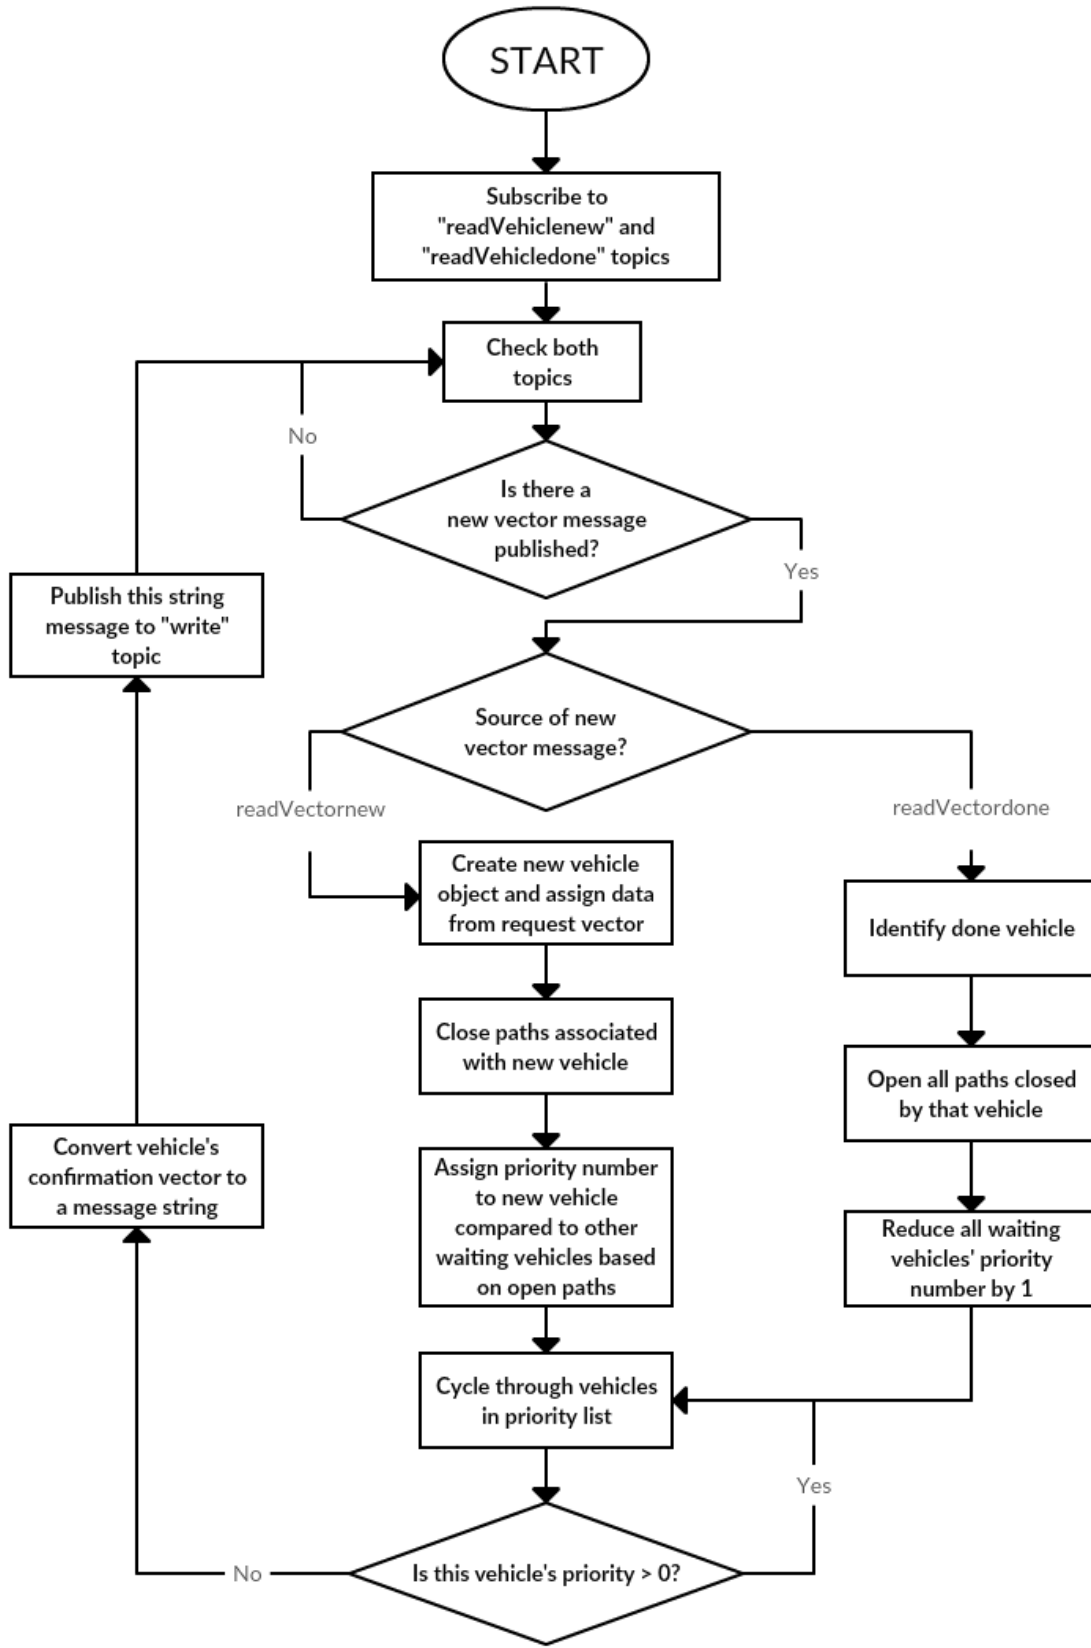 START
Subscribe to
"readVehiclenew" and
"readVehicledone" topics
Check both
topics
No
Is there a
new vector message
published?
Yes
Publish this string
message to "write"
topic
Source of new
vector message?
readVectornew
readVectordone
Create new vehicle
object and assign data
from request vector
Identify done vehicle
Close paths associated
with new vehicle
Open all paths closed
by that vehicle
Convert vehicle's
confirmation vector to
a message string
Assign priority number
to new vehicle
compared to other
waiting vehicles based
on open paths
Reduce all waiting
vehicles' priority
number by 1
Cycle through vehicles
in priority list
Yes
Is this vehicle's priority > 0?
No